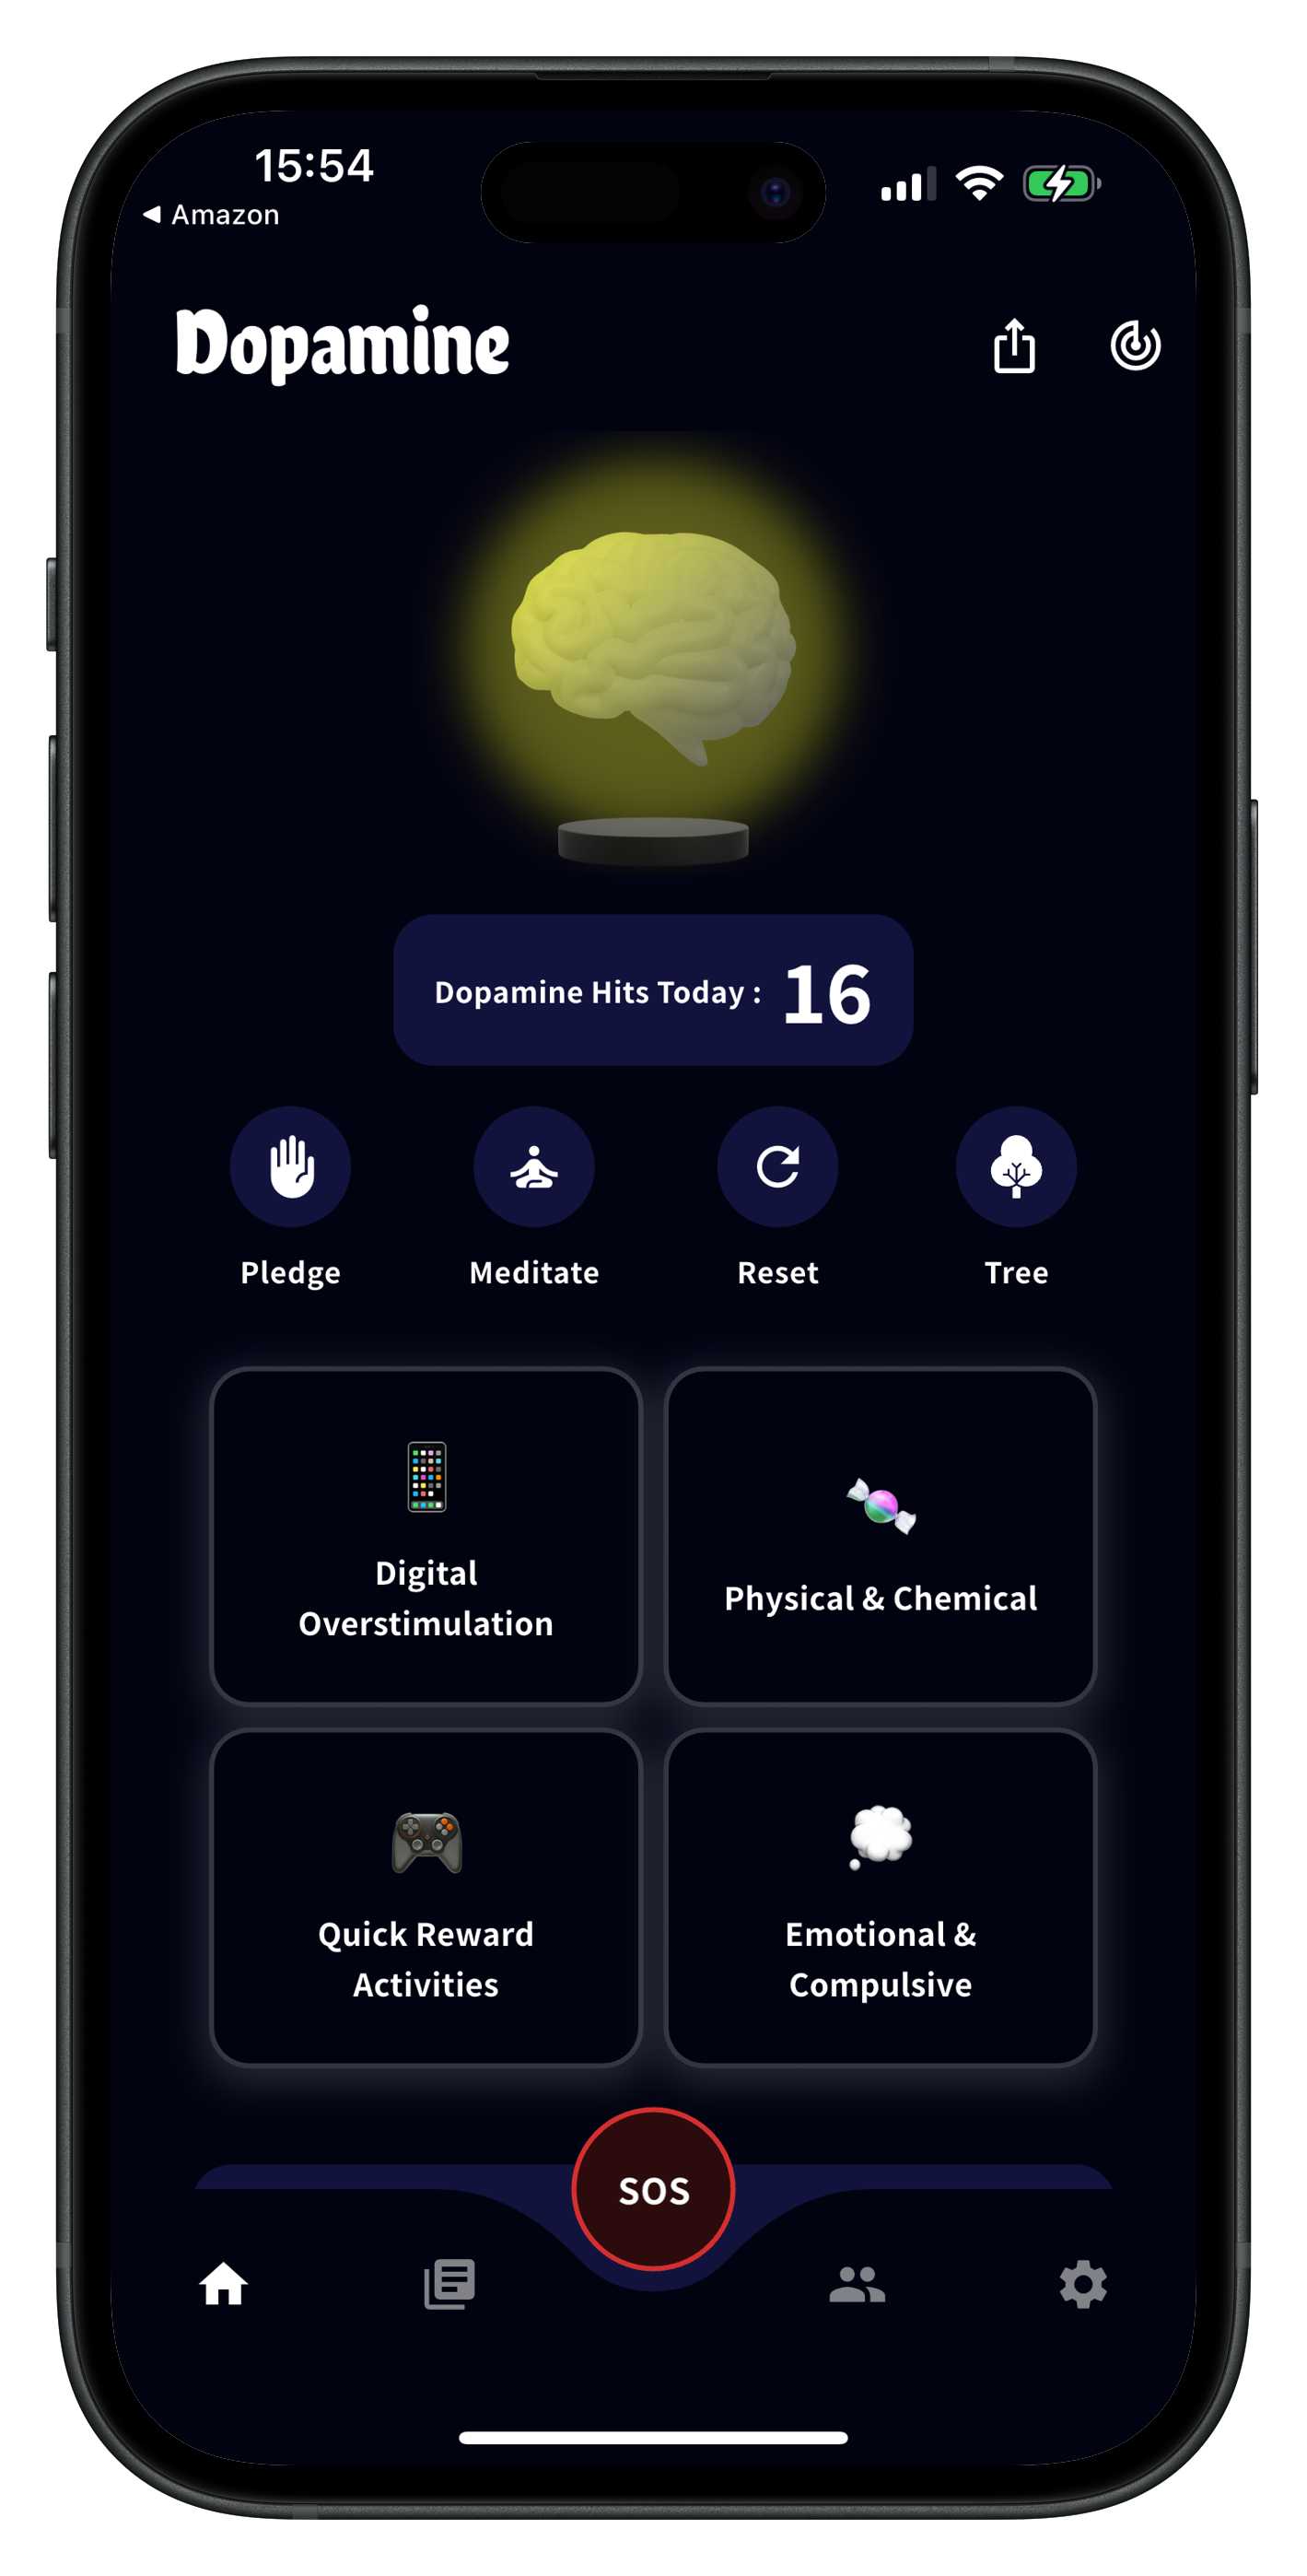 15:54
◀ Amazon
Dopamine
Dopamine Hits Today : 16
Pledge
Meditate
Reset
Tree
Digital
Overstimulation
Physical & Chemical
Quick Reward
Activities
Emotional &
Compulsive
SOS